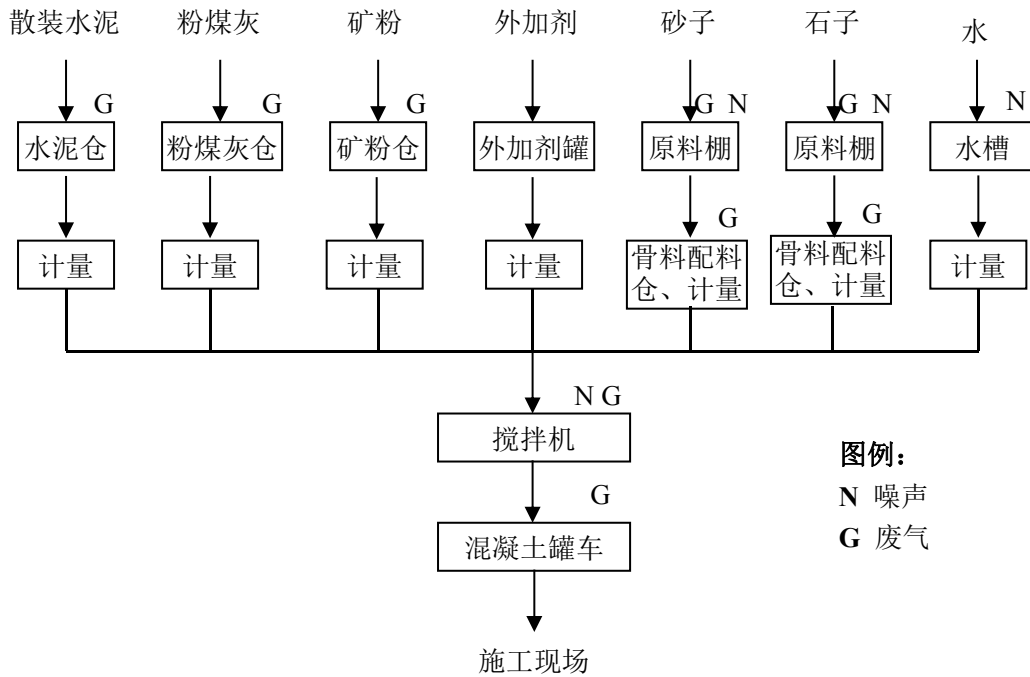 散装水泥 粉煤灰 矿粉 外加剂 砂子 石子 水
G G G G N G N N
水泥仓 粉煤灰仓 矿粉仓 外加剂罐 原料棚 原料棚 水槽
G G
计量 计量 计量 计量 骨料配料 骨料配料 计量
仓、计量 仓、计量
N G
搅拌机
图例：
G
N 噪声
混凝土罐车
G 废气
施工现场